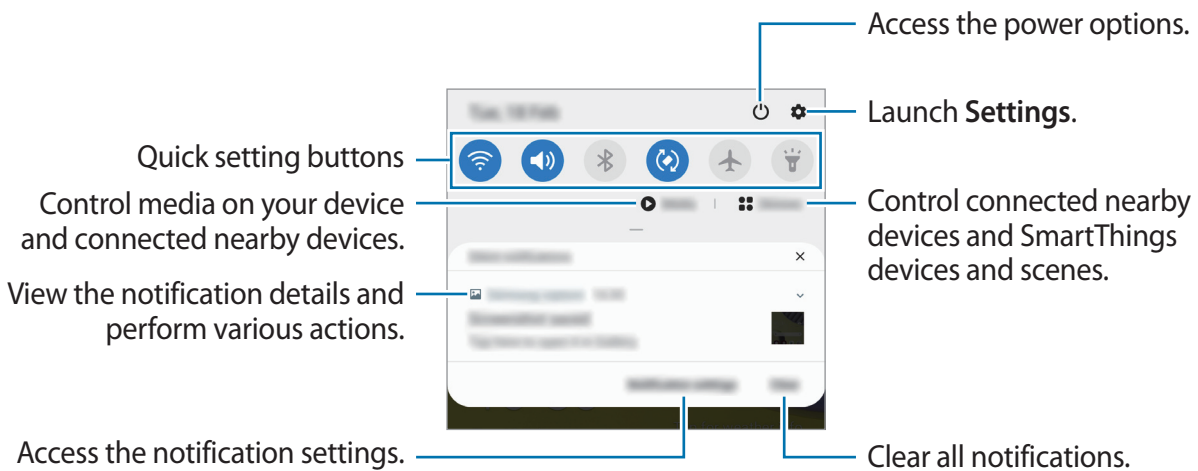 Access the power options.
Launch Settings.
Quick setting buttons
Control media on your device
and connected nearby devices.
Control connected nearby
devices and SmartThings
devices and scenes.
View the notification details and
perform various actions.
Access the notification settings.
Clear all notifications.